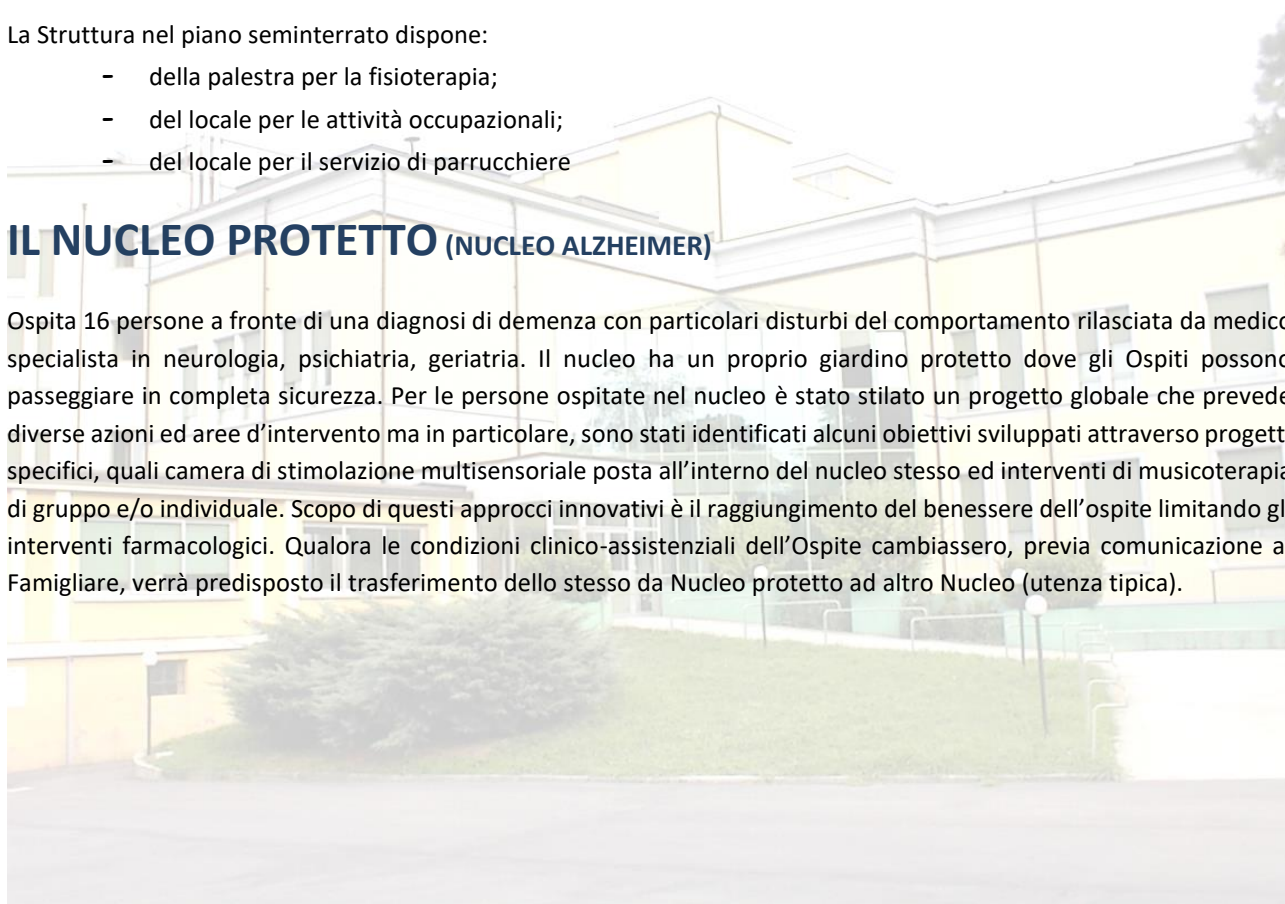 La Struttura nel piano seminterrato dispone:
- della palestra per la fisioterapia;
- del locale per le attività occupazionali;
- del locale per il servizio di parrucchiere
IL NUCLEO PROTETTO (NUCLEO ALZHEIMER)
Ospita 16 persone a fronte di una diagnosi di demenza con particolari disturbi del comportamento rilasciata da medico
specialista in neurologia, psichiatria, geriatria. Il nucleo ha un proprio giardino protetto dove gli Ospiti possono
passeggiare in completa sicurezza. Per le persone ospitate nel nucleo è stato stilato un progetto globale che prevede
diverse azioni ed aree d’intervento ma in particolare, sono stati identificati alcuni obiettivi sviluppati attraverso progett
specifici, quali camera di stimolazione multisensoriale posta all’interno del nucleo stesso ed interventi di musicoterapia
di gruppo e/o individuale. Scopo di questi approcci innovativi è il raggiungimento del benessere dell’ospite limitando gl
interventi farmacologici. Qualora le condizioni clinico-assistenziali dell’Ospite cambiassero, previa comunicazione a
Famigliare, verrà predisposto il trasferimento dello stesso da Nucleo protetto ad altro Nucleo (utenza tipica).